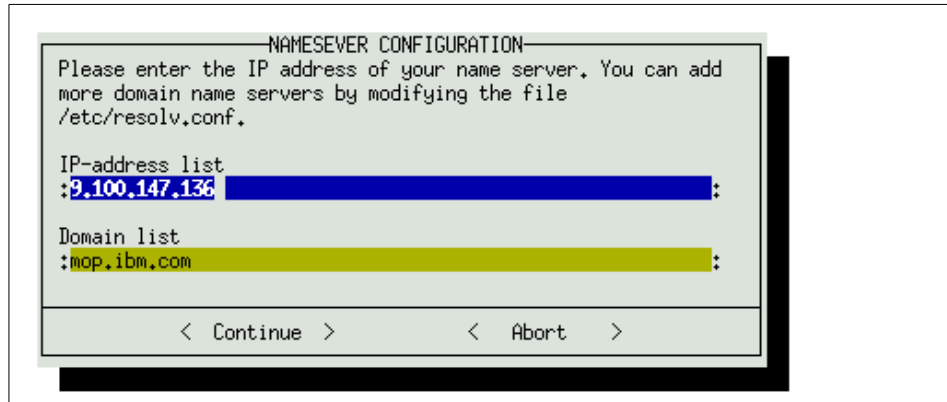 NAMESEVER CONFIGURATION
Please enter the IP address of your name server. You can add
more domain name servers by modifying the file
/etc/resolv.conf.
IP-address list
:9.100.147.136 :
Domain list
:mop.ibm.com :
< Continue > < Abort >